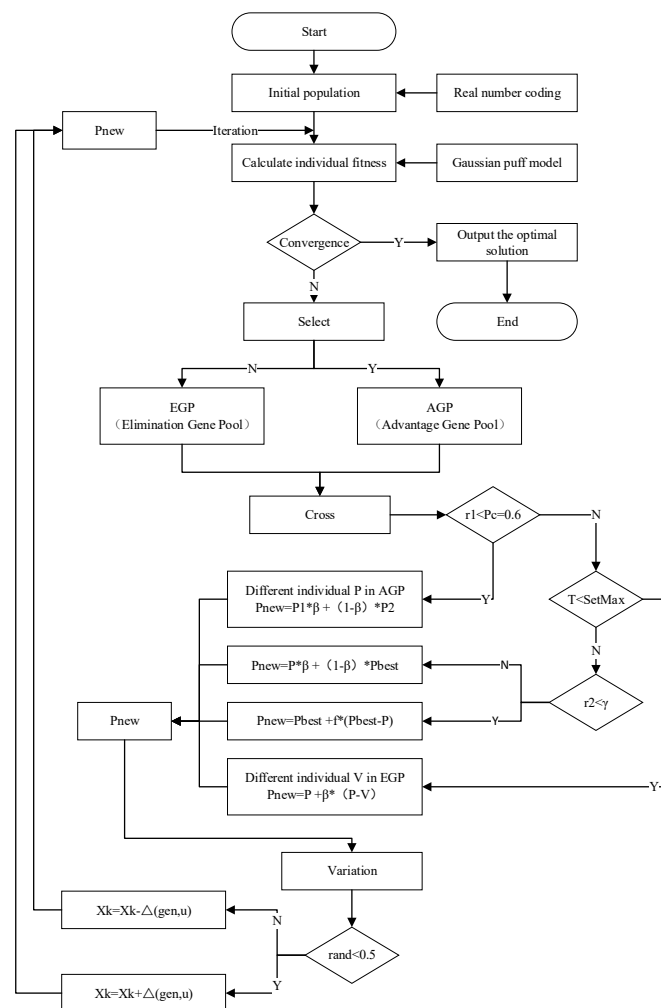 Start
Initial population
Real number coding
Pnew
Iteration
Calculate individual fitness
Gaussian puff model
Convergence
Y
Output the optimal
solution
N
Select
End
N
Y
EGP
（Elimination Gene Pool）
AGP
（Advantage Gene Pool）
Cross
r1<Pc=0.6
N
Different individual P in AGP
Pnew=P1*β +（1-β）*P2
Y
T<SetMax
N
Pnew=P*β +（1-β）*Pbest
N
r2<γ
Pnew
Pnew=Pbest +f*(Pbest-P)
Y
Different individual V in EGP
Pnew=P +β*（P-V）
Y
Variation
Xk=Xk-△(gen,u)
N
rand<0.5
Y
Xk=Xk+△(gen,u)